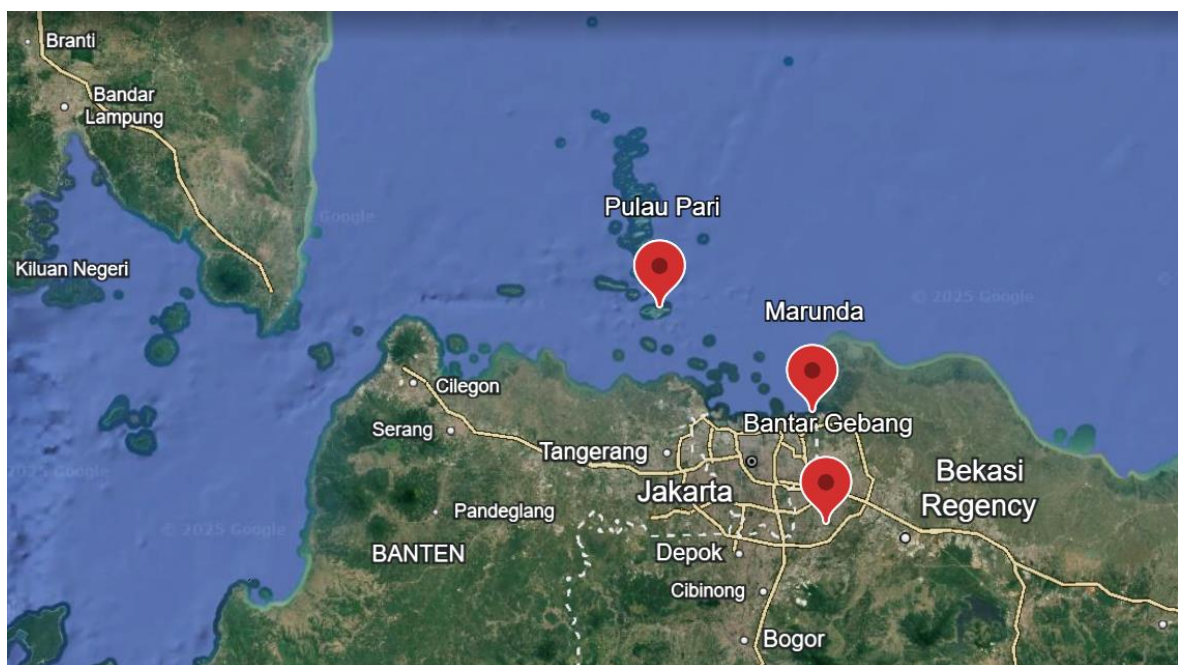 Branti
Bandar
Lampung
Pulau Pari
© 2025 Google
Kiluan Negeri
© 2025 Google
Marunda
Cilegon
Bantar Gebang
Serang
Tangerang
2025 Google
Jakarta
Bekasi
Regency
Pandeglang
© 2025 Google
BANTEN
Depok
Cibinong
Bogor